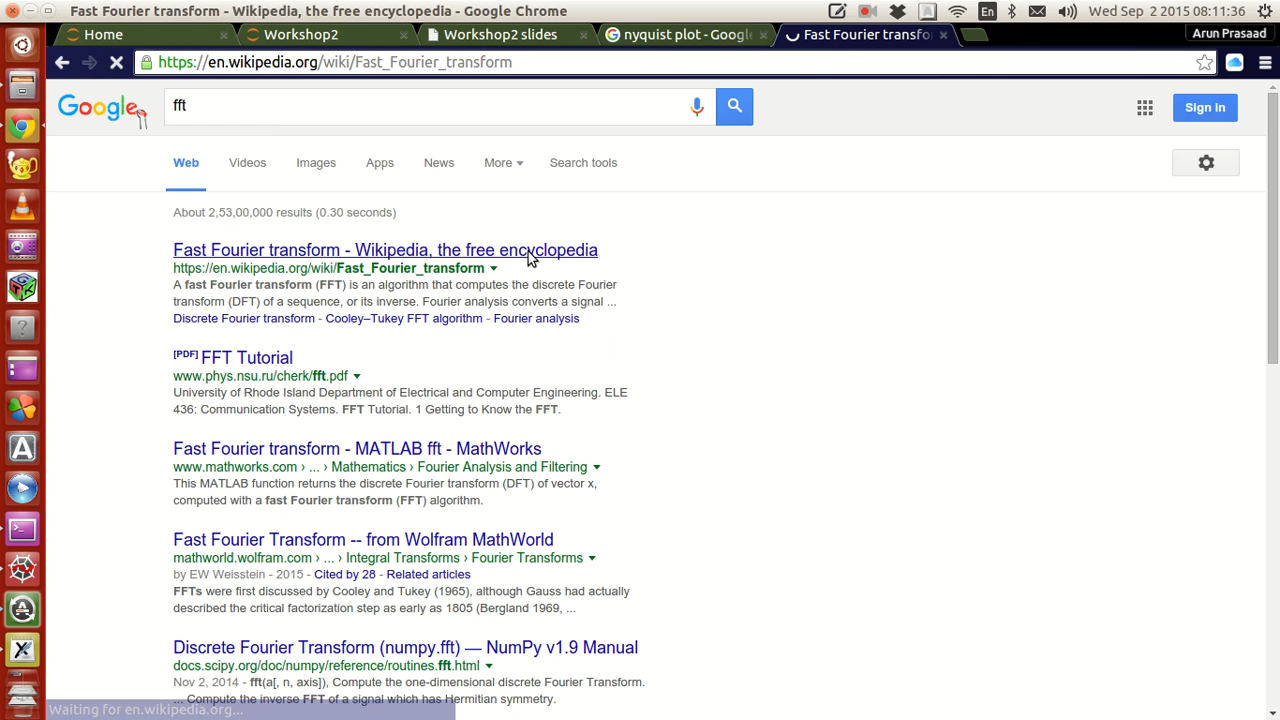 Fast Fourier transform - Wikipedia, the free encyclopedia - Google Chrome
En
Wed Sep 2 2015 08:11:36
Home
Workshop2
Workshop2 slides
nyquist plot - Google
Fast Fourier transfo
Arun Prasaad
https://en.wikipedia.org/wiki/Fast_Fourier_transform
Google
fft
Sign in
Web
Videos
Images
Apps
News
More
Search tools
About 2,53,00,000 results (0.30 seconds)
Fast Fourier transform - Wikipedia, the free encyclopedia
https://en.wikipedia.org/wiki/Fast_Fourier_transform
A fast Fourier transform (FFT) is an algorithm that computes the discrete Fourier
transform (DFT) of a sequence, or its inverse. Fourier analysis converts a signal ...
Discrete Fourier transform - Cooley–Tukey FFT algorithm - Fourier analysis
[PDF] FFT Tutorial
www.phys.nsu.ru/cherk/fft.pdf
University of Rhode Island Department of Electrical and Computer Engineering. ELE
436: Communication Systems. FFT Tutorial. 1 Getting to Know the FFT.
Fast Fourier transform - MATLAB fft - MathWorks
www.mathworks.com › ... › Mathematics › Fourier Analysis and Filtering
This MATLAB function returns the discrete Fourier transform (DFT) of vector x,
computed with a fast Fourier transform (FFT) algorithm.
Fast Fourier Transform -- from Wolfram MathWorld
mathworld.wolfram.com › ... › Integral Transforms › Fourier Transforms
by EW Weisstein - 2015 - Cited by 28 - Related articles
FFTs were first discussed by Cooley and Tukey (1965), although Gauss had actually
described the critical factorization step as early as 1805 (Bergland 1969, ...
Discrete Fourier Transform (numpy.fft) — NumPy v1.9 Manual
docs.scipy.org/doc/numpy/reference/routines.fft.html
Nov 2, 2014 - fft(a[, n, axis]), Compute the one-dimensional discrete Fourier Transform.
... Compute the inverse FFT of a signal which has Hermitian symmetry.
Waiting for en.wikipedia.org...